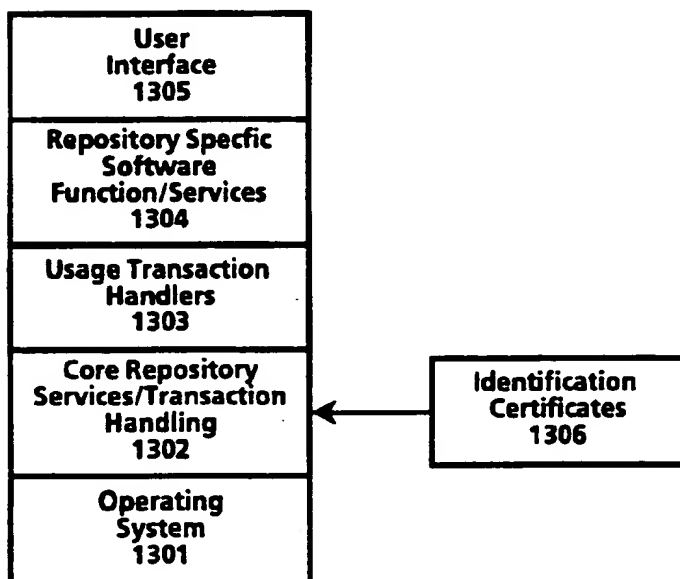 User
Interface
1305
Repository Specfic
Software
Function/Services
1304
Usage Transaction
Handlers
1303
Core Repository
Services/Transaction
Handling
1302
Identification
Certificates
1306
Operating
System
1301